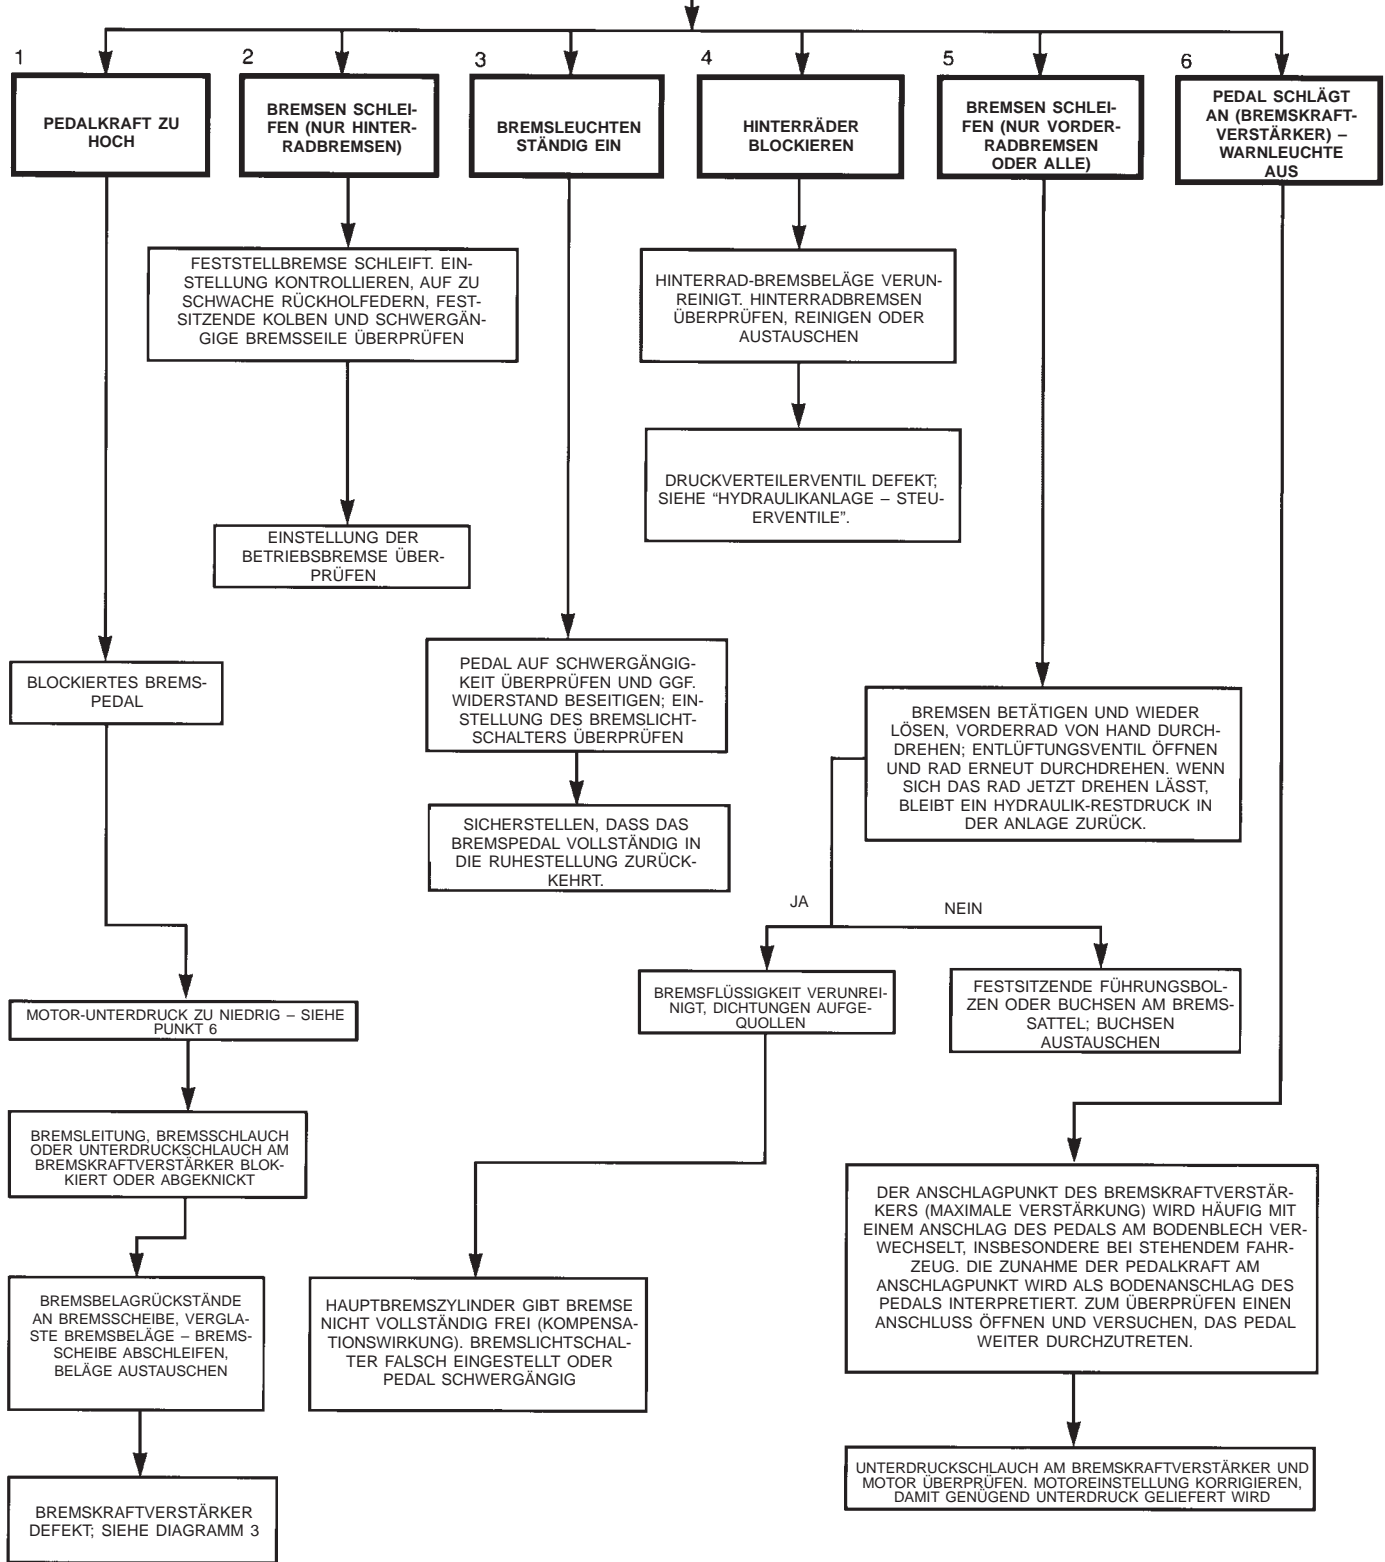 1
PEDALKRAFT ZU
HOCH
2
BREMSEN SCHLEI-
FEN (NUR HINTER-
RADBREMSEN)
3
BREMSLEUCHTEN
STÄNDIG EIN
4
HINTERRÄDER
BLOCKIEREN
5
BREMSEN SCHLEI-
FEN (NUR VORDER-
RADBREMSEN
ODER ALLE)
6
PEDAL SCHLÄGT
AN (BREMSKRAFT-
VERSTÄRKER) –
WARNLEUCHTE
AUS
FESTSTELLBREMSE SCHLEIFT. EIN-
STELLUNG KONTROLLIEREN, AUF ZU
SCHWACHE RÜCKHOLFEDERN, FEST-
SITZENDE KOLBEN UND SCHWERGÄN-
GIGE BREMSSEILE ÜBERPRÜFEN
HINTERRAD-BREMSBELÄGE VERUN-
REINIGT. HINTERRADBREMSEN
ÜBERPRÜFEN, REINIGEN ODER
AUSTAUSCHEN
DRUCKVERTEILERVENTIL DEFEKT;
SIEHE “HYDRAULIKANLAGE – STEU-
ERVENTILE”.
EINSTELLUNG DER
BETRIEBSBREMSE ÜBER-
PRÜFEN
BLOCKIERTES BREMS-
PEDAL
PEDAL AUF SCHWERGÄNGIG-
KEIT ÜBERPRÜFEN UND GGF.
WIDERSTAND BESEITIGEN; EIN-
STELLUNG DES BREMSLICHT-
SCHALTERS ÜBERPRÜFEN
BREMSEN BETÄTIGEN UND WIEDER
LÖSEN, VORDERRAD VON HAND DURCH-
DREHEN; ENTLÜFTUNGSVENTIL ÖFFNEN
UND RAD ERNEUT DURCHDREHEN. WENN
SICH DAS RAD JETZT DREHEN LÄSST,
BLEIBT EIN HYDRAULIK-RESTDRUCK IN
DER ANLAGE ZURÜCK.
SICHERSTELLEN, DASS DAS
BREMSPEDAL VOLLSTÄNDIG IN
DIE RUHESTELLUNG ZURÜCK-
KEHRT.
JA
NEIN
MOTOR-UNTERDRUCK ZU NIEDRIG – SIEHE
PUNKT 6
BREMSFLÜSSIGKEIT VERUNREI-
NIGT, DICHTUNGEN AUFGE-
QUOLLEN
FESTSITZENDE FÜHRUNGSBOL-
ZEN ODER BUCHSEN AM BREMS-
SATTEL; BUCHSEN
AUSTAUSCHEN
BREMSLEITUNG, BREMSSCHLAUCH
ODER UNTERDRUCKSCHLAUCH AM
BREMSKRAFTVERSTÄRKER BLOK-
KIERT ODER ABGEKNICKT
DER ANSCHLAGPUNKT DES BREMSKRAFTVERSTÄR-
KERS (MAXIMALE VERSTÄRKUNG) WIRD HÄUFIG MIT
EINEM ANSCHLAG DES PEDALS AM BODENBLECH VER-
WECHSELT, INSBESONDERE BEI STEHENDEM FAHR-
ZEUG. DIE ZUNAHME DER PEDALKRAFT AM
ANSCHLAGPUNKT WIRD ALS BODENANSCHLAG DES
PEDALS INTERPRETIERT. ZUM ÜBERPRÜFEN EINEN
ANSCHLUSS ÖFFNEN UND VERSUCHEN, DAS PEDAL
WEITER DURCHZUTRETEN.
BREMSBELAGRÜCKSTÄNDE
AN BREMSSCHEIBE, VERGLA-
STE BREMSBELÄGE – BREMS-
SCHEIBE ABSCHLEIFEN,
BELÄGE AUSTAUSCHEN
HAUPTBREMSZYLINDER GIBT BREMSE
NICHT VOLLSTÄNDIG FREI (KOMPENSA-
TIONSWIRKUNG). BREMSLICHTSCHAL-
TER FALSCH EINGESTELLT ODER
PEDAL SCHWERGÄNGIG
UNTERDRUCKSCHLAUCH AM BREMSKRAFTVERSTÄRKER UND
MOTOR ÜBERPRÜFEN. MOTOREINSTELLUNG KORRIGIEREN,
DAMIT GENÜGEND UNTERDRUCK GELIEFERT WIRD
BREMSKRAFTVERSTÄRKER
DEFEKT; SIEHE DIAGRAMM 3